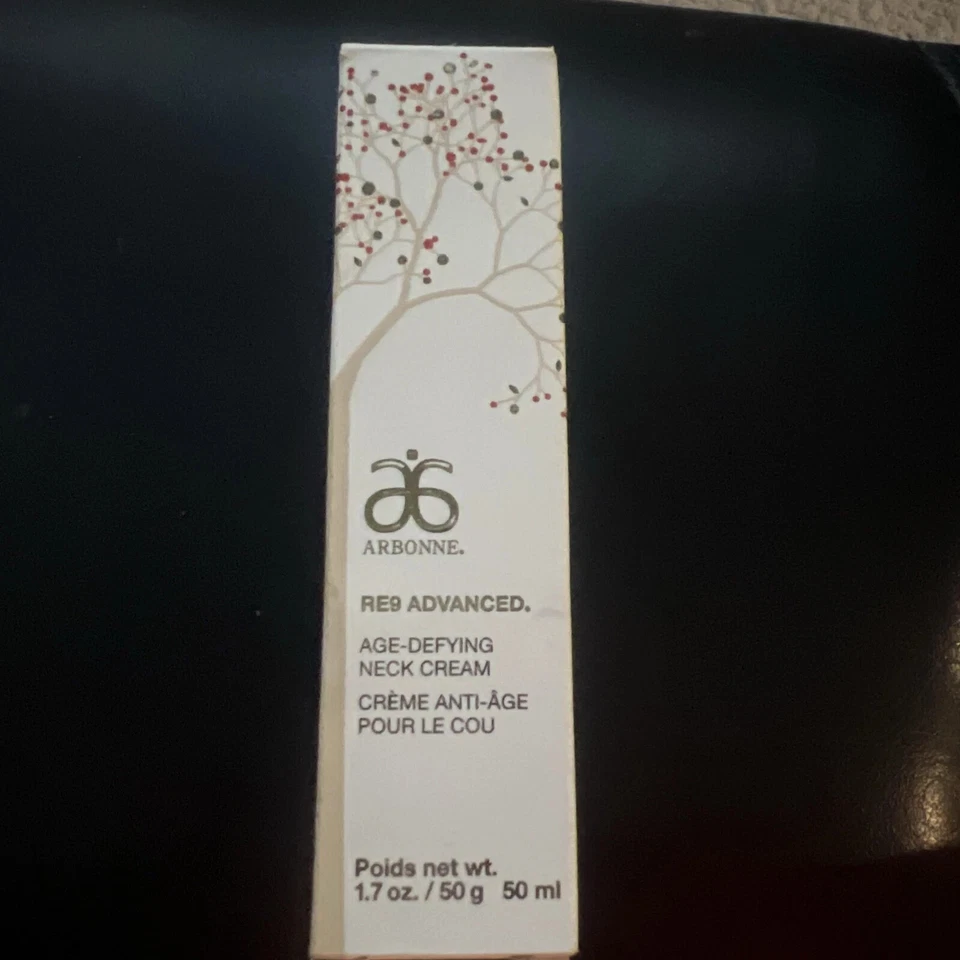 ARBONNE.
RE9 ADVANCED.
AGE-DEFYING
NECK CREAM
CRÈME ANTI-ÂGE
POUR LE COU
Poids net wt.
1.7 oz. / 50 g 50 ml